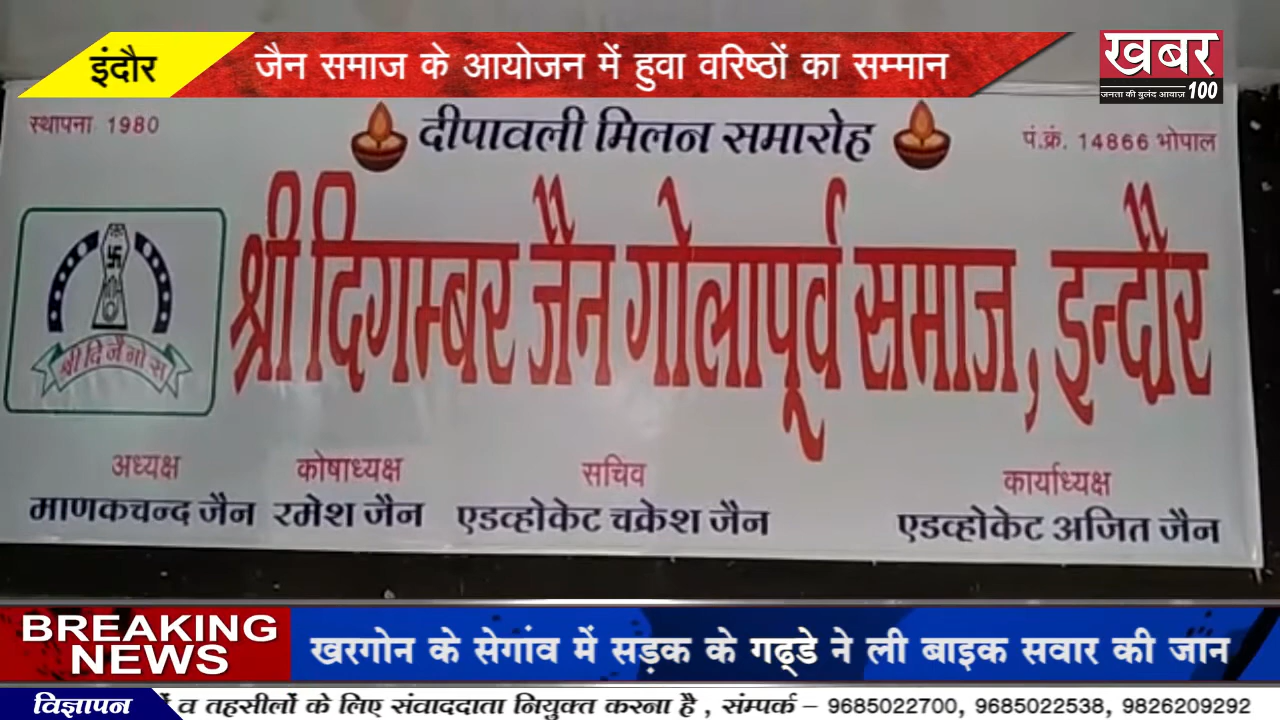 इंदौर
जैन समाज के आयोजन में हुवा वरिष्ठों का सम्मान
खबर
जनता की बुलंद आवाज़ 100
स्थापना 1980
दीपावली मिलन समारोह
पं.क्रं. 14866 भोपाल
श्री दिगम्बर जैन गोलापूर्व समाज, इन्दौर
श्री दि जै गो स
अध्यक्ष कोषाध्यक्ष सचिव कार्याध्यक्ष
माणकचन्द जैन रमेश जैन एडव्होकेट चक्रेश जैन एडव्होकेट अजित जैन
BREAKING
NEWS
खरगोन के सेगांव में सड़क के गढ्डे ने ली बाइक सवार की जान
विज्ञापन व तहसीलों के लिए संवाददाता नियुक्त करना है , संम्पर्क – 9685022700, 9685022538, 9826209292